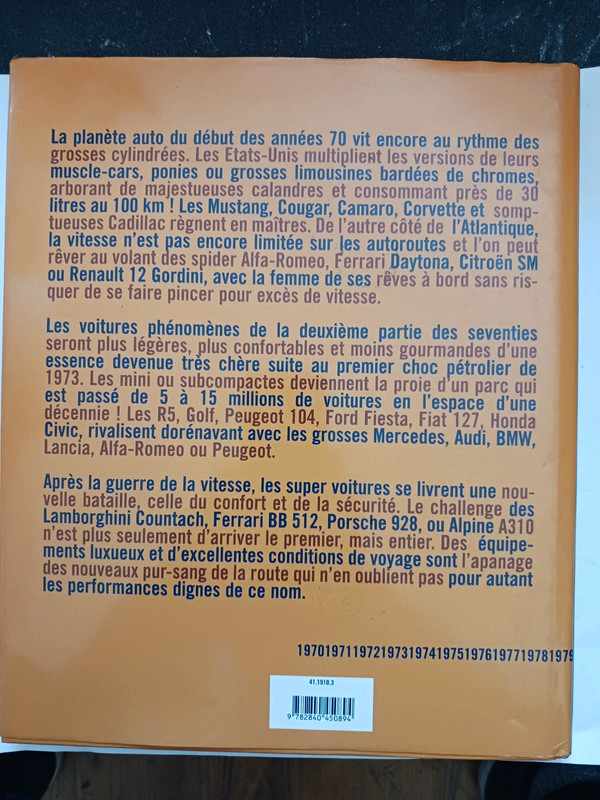 La planète auto du début des années 70 vit encore au rythme des
grosses cylindrées. Les Etats-Unis multiplient les versions de leurs
muscle-cars, ponies ou grosses limousines bardées de chromes,
arborant de majestueuses calandres et consommant près de 30
litres au 100 km ! Les Mustang, Cougar, Camaro, Corvette et somp-
tueuses Cadillac règnent en maîtres. De l'autre côté de l'Atlantique,
la vitesse n'est pas encore limitée sur les autoroutes et l'on peut
rêver au volant des spider Alfa-Romeo, Ferrari Daytona, Citroën SM
ou Renault 12 Gordini, avec la femme de ses rêves à bord sans ris-
quer de se faire pincer pour excès de vitesse.
Les voitures phénomènes de la deuxième partie des seventies
seront plus légères, plus confortables et moins gourmandes d'une
essence devenue très chère suite au premier choc pétrolier de
1973. Les mini ou subcompactes deviennent la proie d'un parc qui
est passé de 5 à 15 millions de voitures en l'espace d'une
décennie ! Les R5, Golf, Peugeot 104, Ford Fiesta, Fiat 127, Honda
Civic, rivalisent dorénavant avec les grosses Mercedes, Audi, BMW,
Lancia, Alfa-Romeo ou Peugeot.
Après la guerre de la vitesse, les super voitures se livrent une nou-
velle bataille, celle du confort et de la sécurité. Le challenge des
Lamborghini Countach, Ferrari BB 512, Porsche 928, ou Alpine A310
n'est plus seulement d'arriver le premier, mais entier. Des équipe-
ments luxueux et d'excellentes conditions de voyage sont l'apanage
des nouveaux pur-sang de la route qui n'en oublient pas pour autant
les performances dignes de ce nom.
1970197119721973197419751976197719781979
41.1910.3
9782840450894